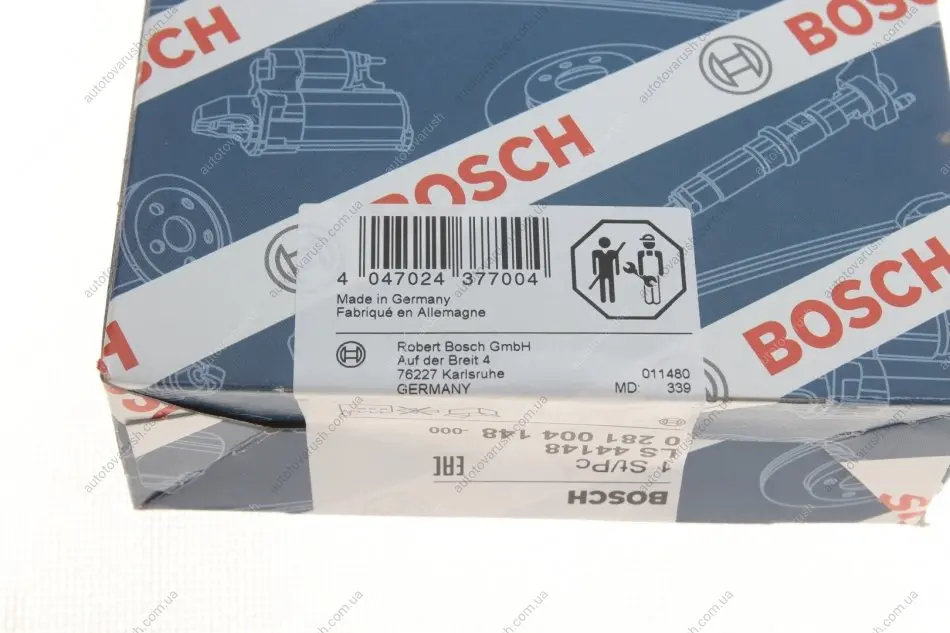 BOSCH
BOSCH
BOSCH
BOSCH
4 047024 377004
Made in Germany
Fabriqué en Allemagne
Robert Bosch GmbH
Auf der Breit 4
76227 Karlsruhe
GERMANY
011480
MD: 339
0 281 004 148 -000
LS 44148
1 St/Pc
EAC
BOSCH
autotovarush.com.ua